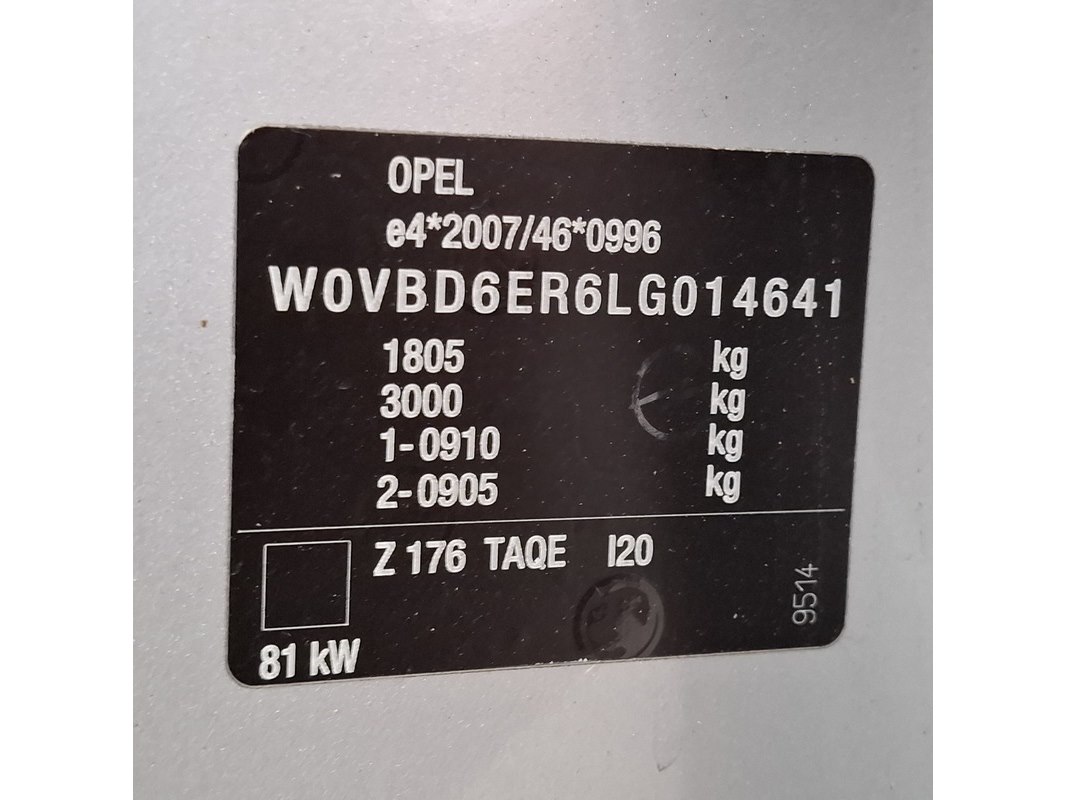 OPEL
e4*2007/46*0996
W0VBD6ER6LG014641
1805 kg
3000 kg
1-0910 kg
2-0905 kg
Z 176 TAQE I20
9514
81 kW